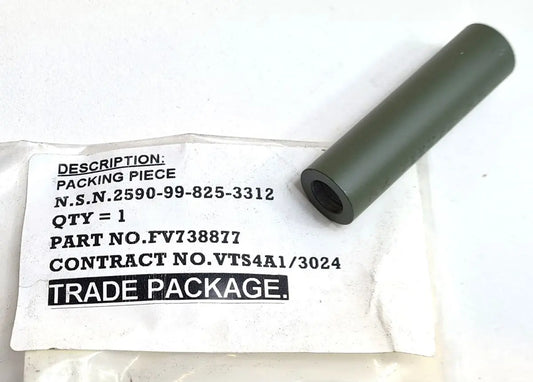 DESCRIPTION:
PACKING PIECE
N.S.N.2590-99-825-3312
QTY = 1
PART NO.FV738877
CONTRACT NO.VTS4A1/3024
TRADE PACKAGE.